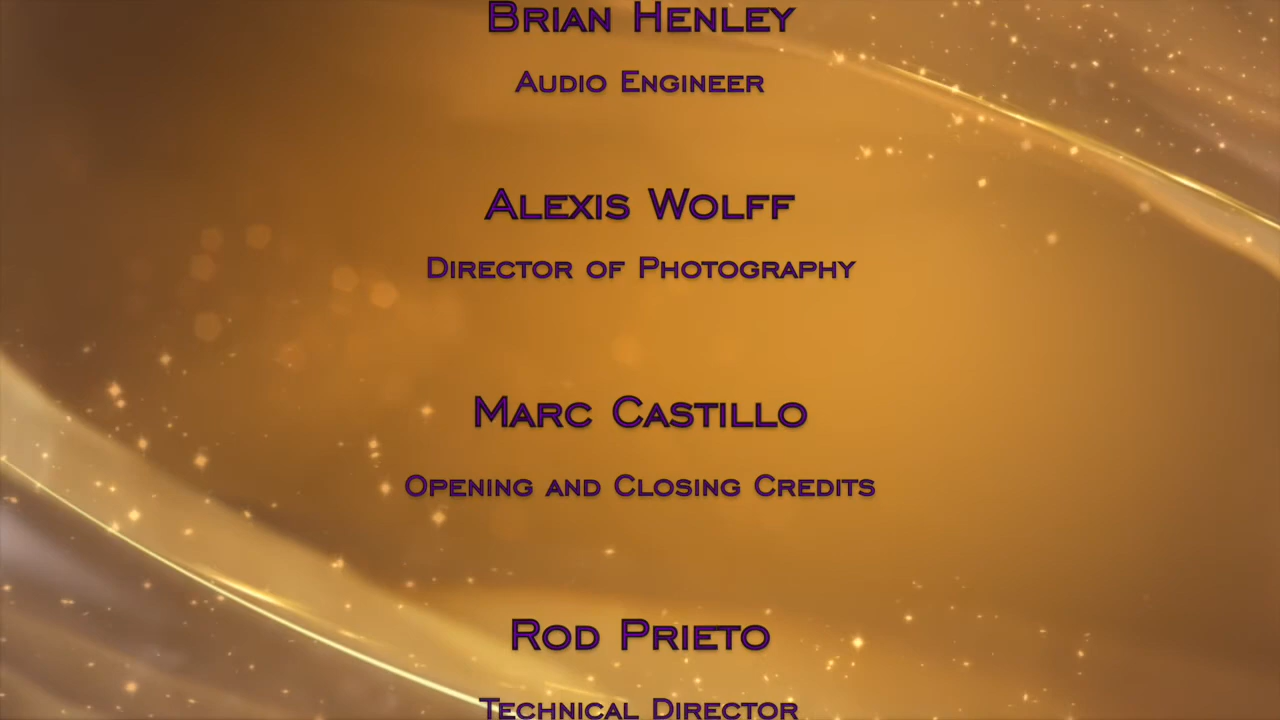 Brian Henley
Audio Engineer
Alexis Wolff
Director of Photography
Marc Castillo
Opening and Closing Credits
Rod Prieto
Technical Director